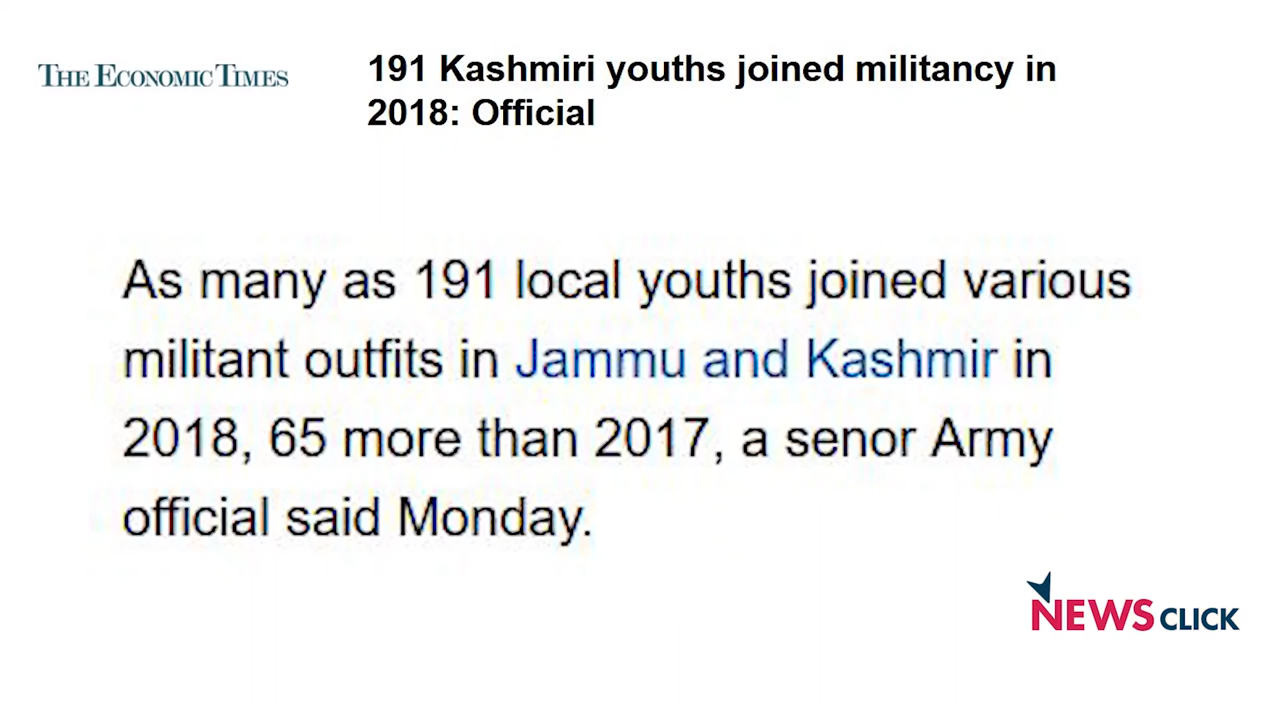 THE ECONOMIC TIMES
191 Kashmiri youths joined militancy in
2018: Official
As many as 191 local youths joined various
militant outfits in Jammu and Kashmir in
2018, 65 more than 2017, a senor Army
official said Monday.
NEWSCLICK